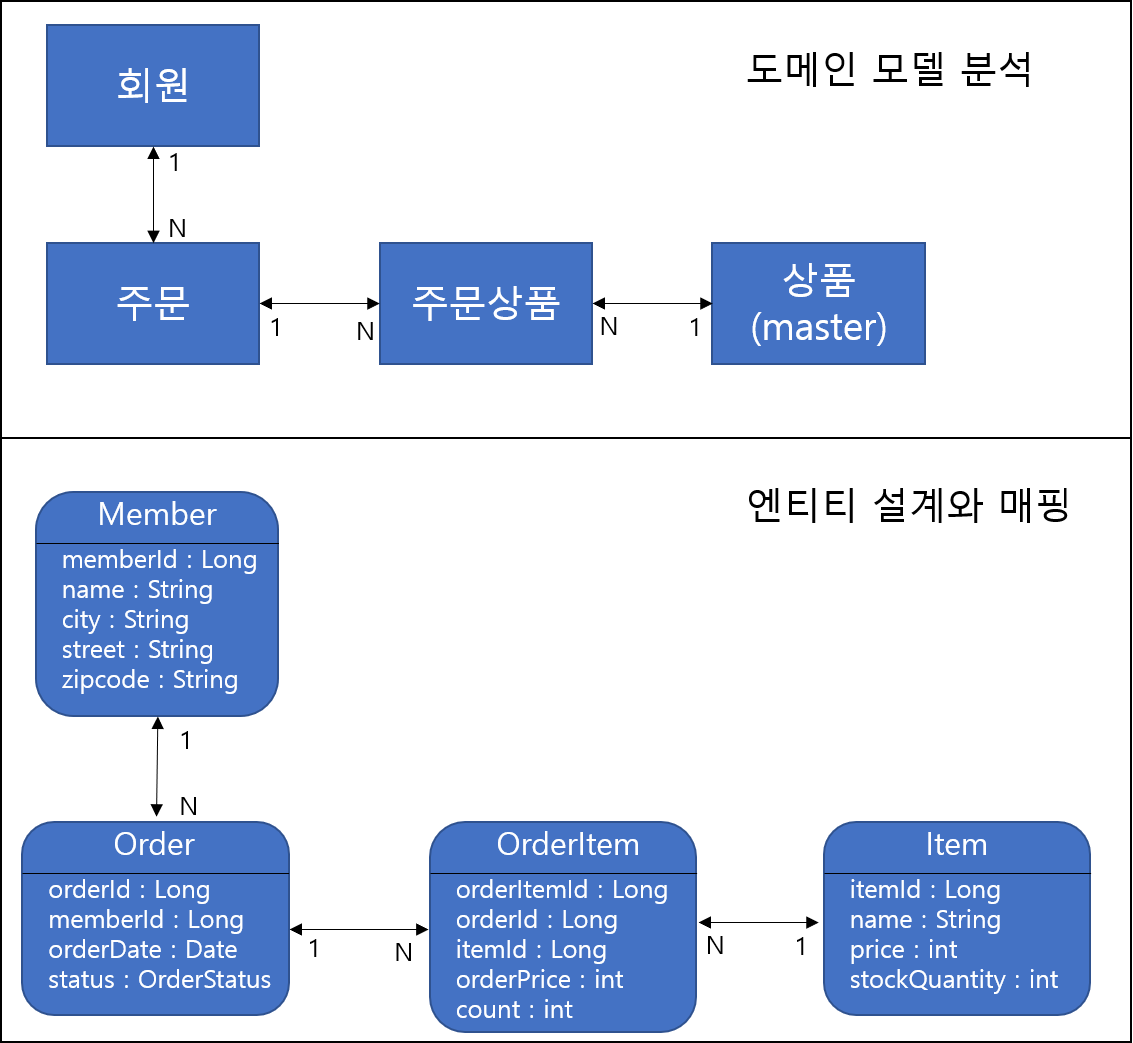 회원
도메인 모델 분석
1
N
주문
주문상품
상품
(master)
1
N
N
1
엔티티 설계와 매핑
Member
memberId : Long
name : String
city : String
street : String
zipcode : String
1
N
Order
orderId : Long
memberId : Long
orderDate : Date
status : OrderStatus
1
N
OrderItem
orderItemId : Long
orderId : Long
itemId : Long
orderPrice : int
count : int
N
1
Item
itemId : Long
name : String
price : int
stockQuantity : int